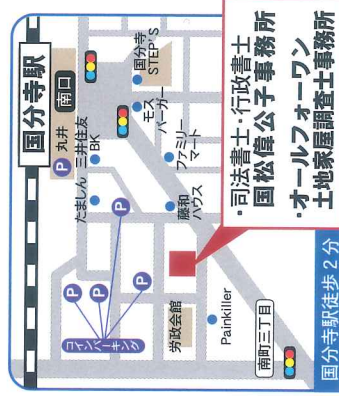 国分寺駅
南口
P 丸井
三井住友
BK
たましん
国分寺
STEP'S
モス
バーガー
ファミリー
マート
藤和
ハウス
P
P
P
P
コインパーキング
労政会館
Painkiller
南町三丁目
・司法書士・行政書士
国松偉公子事務所
・オールフォーワン
土地家屋調査士事務所
国分寺駅徒歩2分